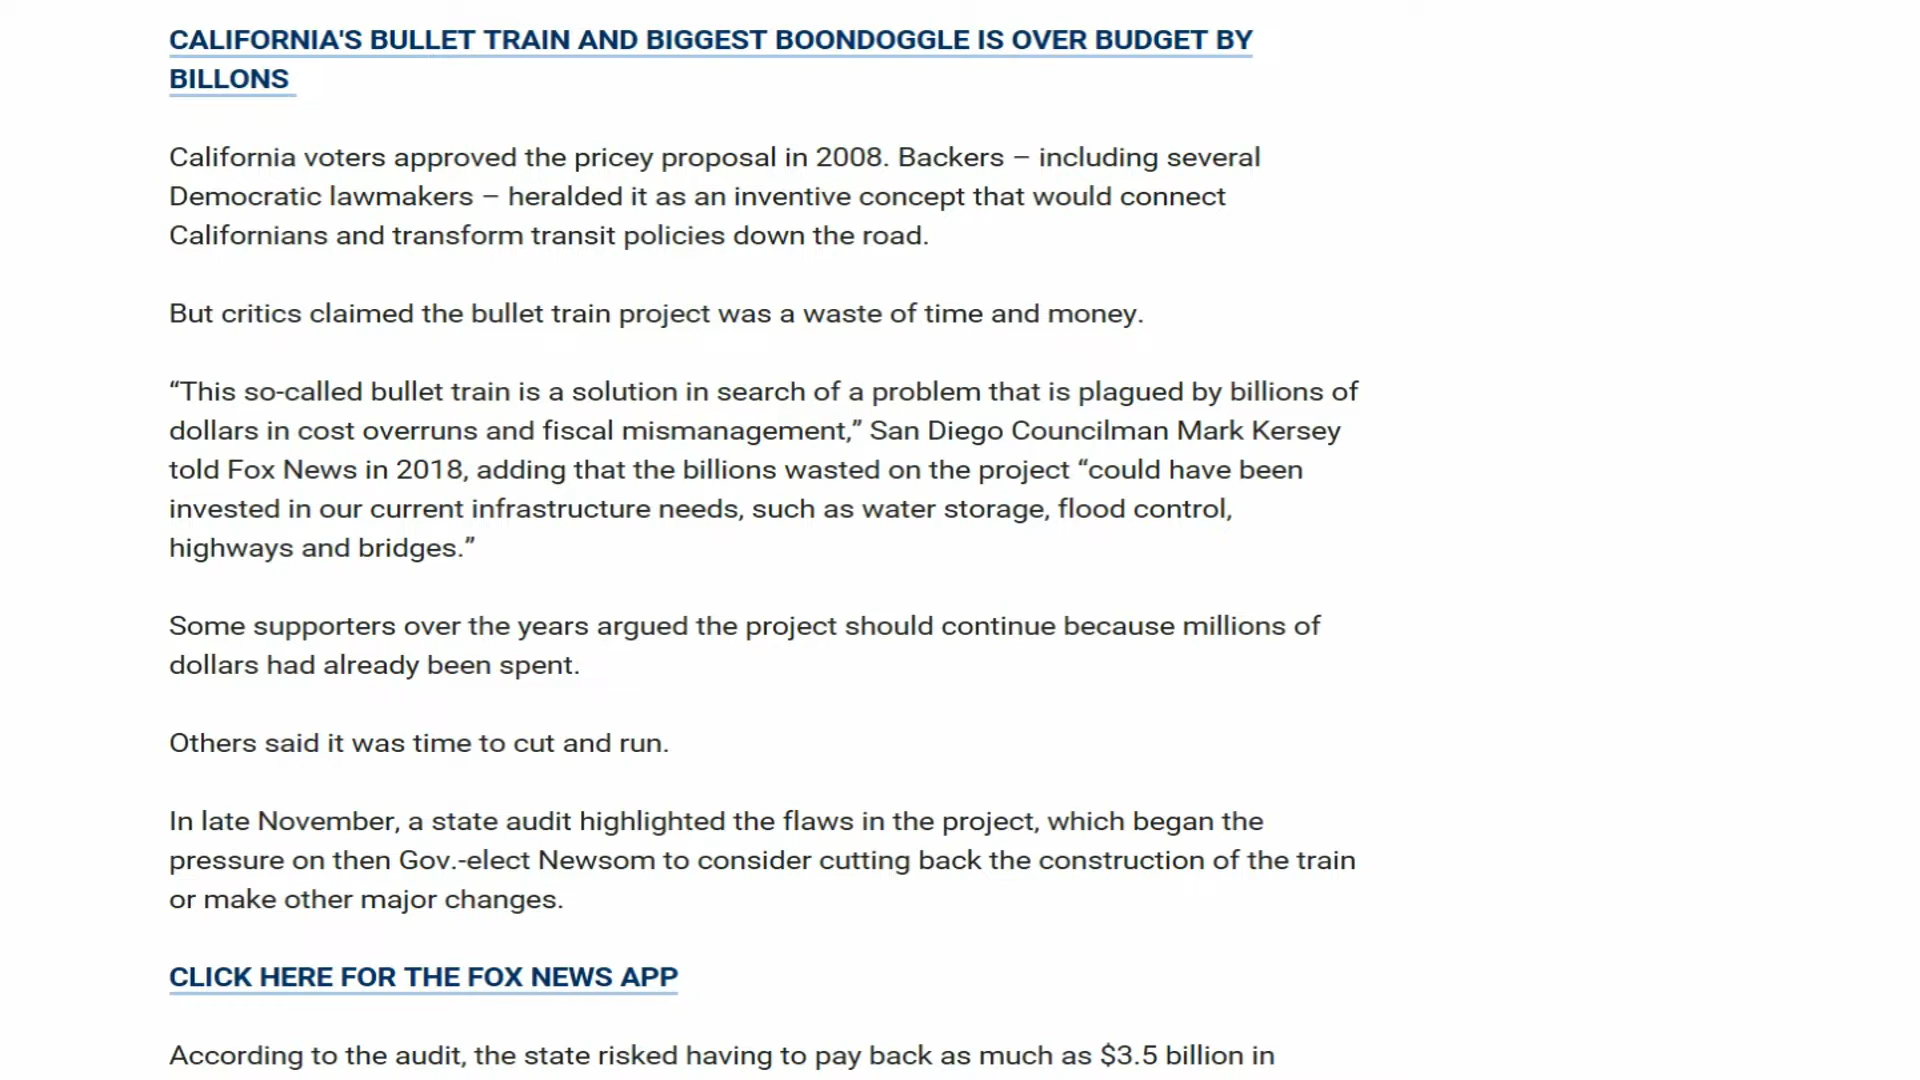 CALIFORNIA'S BULLET TRAIN AND BIGGEST BOONDOGGLE IS OVER BUDGET BY
BILLONS
California voters approved the pricey proposal in 2008. Backers – including several
Democratic lawmakers – heralded it as an inventive concept that would connect
Californians and transform transit policies down the road.
But critics claimed the bullet train project was a waste of time and money.
“This so-called bullet train is a solution in search of a problem that is plagued by billions of
dollars in cost overruns and fiscal mismanagement,” San Diego Councilman Mark Kersey
told Fox News in 2018, adding that the billions wasted on the project “could have been
invested in our current infrastructure needs, such as water storage, flood control,
highways and bridges.”
Some supporters over the years argued the project should continue because millions of
dollars had already been spent.
Others said it was time to cut and run.
In late November, a state audit highlighted the flaws in the project, which began the
pressure on then Gov.-elect Newsom to consider cutting back the construction of the train
or make other major changes.
CLICK HERE FOR THE FOX NEWS APP
According to the audit, the state risked having to pay back as much as $3.5 billion in